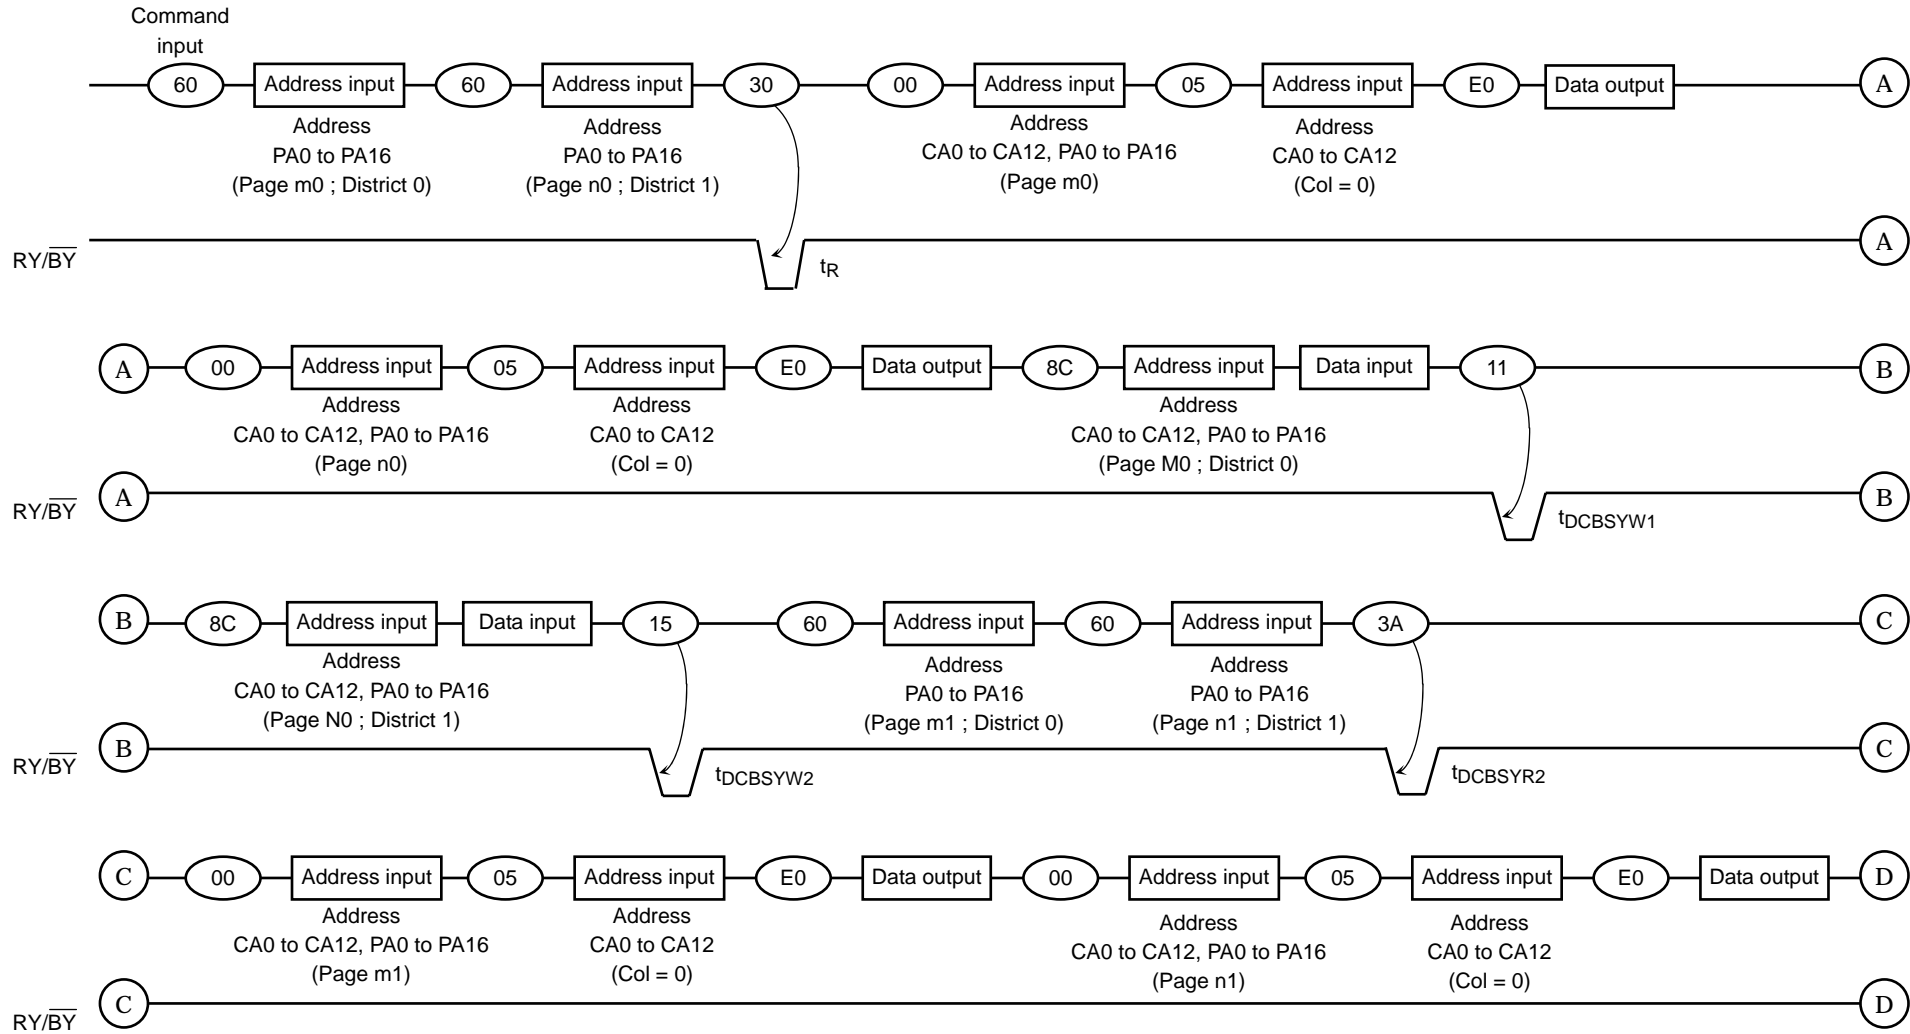 Command
input
60 Address input 60 Address input 30 00 Address input 05 Address input E0 Data output A
Address
PA0 to PA16
(Page m0 ; District 0)
Address
PA0 to PA16
(Page n0 ; District 1)
Address
CA0 to CA12, PA0 to PA16
(Page m0)
Address
CA0 to CA12
(Col = 0)
RY/B̅Y̅ tR A
A 00 Address input 05 Address input E0 Data output 8C Address input Data input 11 B
Address
CA0 to CA12, PA0 to PA16
(Page n0)
Address
CA0 to CA12
(Col = 0)
Address
CA0 to CA12, PA0 to PA16
(Page M0 ; District 0)
RY/B̅Y̅ A tDCBSYW1 B
B 8C Address input Data input 15 60 Address input 60 Address input 3A C
Address
CA0 to CA12, PA0 to PA16
(Page N0 ; District 1)
Address
PA0 to PA16
(Page m1 ; District 0)
Address
PA0 to PA16
(Page n1 ; District 1)
RY/B̅Y̅ B tDCBSYW2 tDCBSYR2 C
C 00 Address input 05 Address input E0 Data output 00 Address input 05 Address input E0 Data output D
Address
CA0 to CA12, PA0 to PA16
(Page m1)
Address
CA0 to CA12
(Col = 0)
Address
CA0 to CA12, PA0 to PA16
(Page n1)
Address
CA0 to CA12
(Col = 0)
RY/B̅Y̅ C D